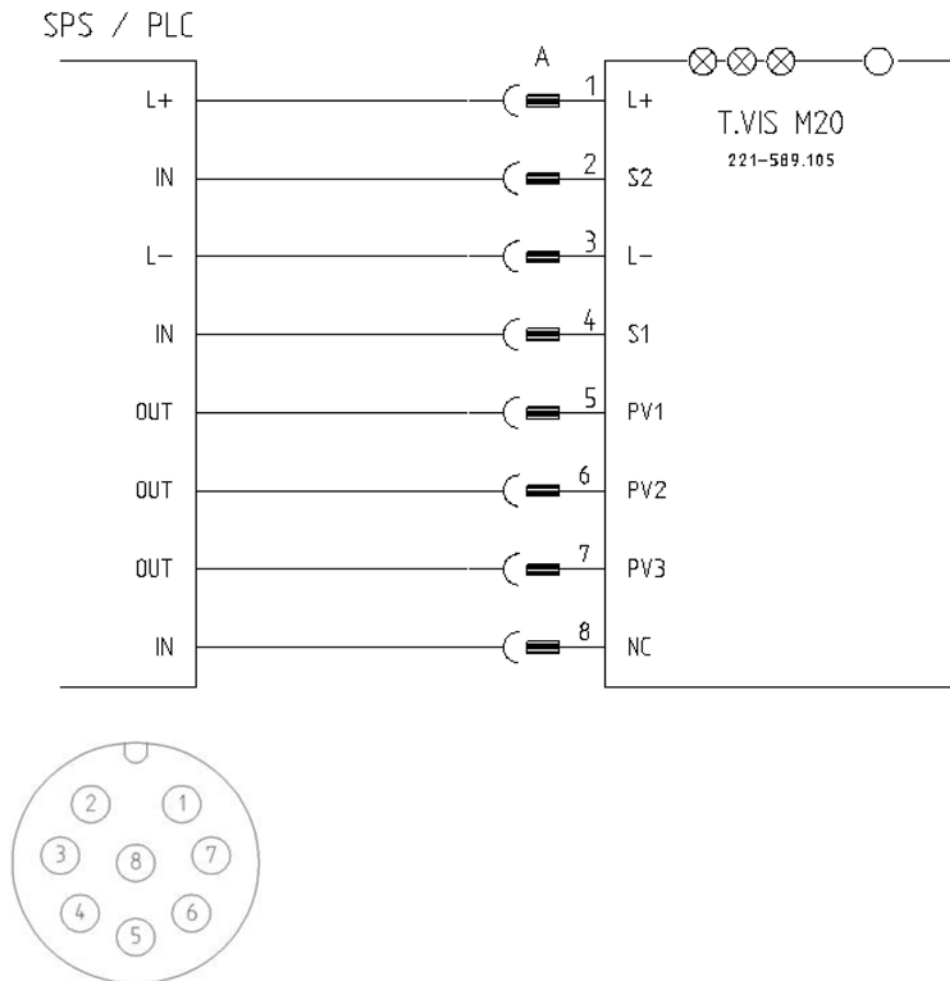 SPS / PLC
A
T.VIS M20
221-589.105
L+ 1 L+
IN 2 S2
L- 3 L-
IN 4 S1
OUT 5 PV1
OUT 6 PV2
OUT 7 PV3
IN 8 NC
2 1
3 8 7
4 6
5